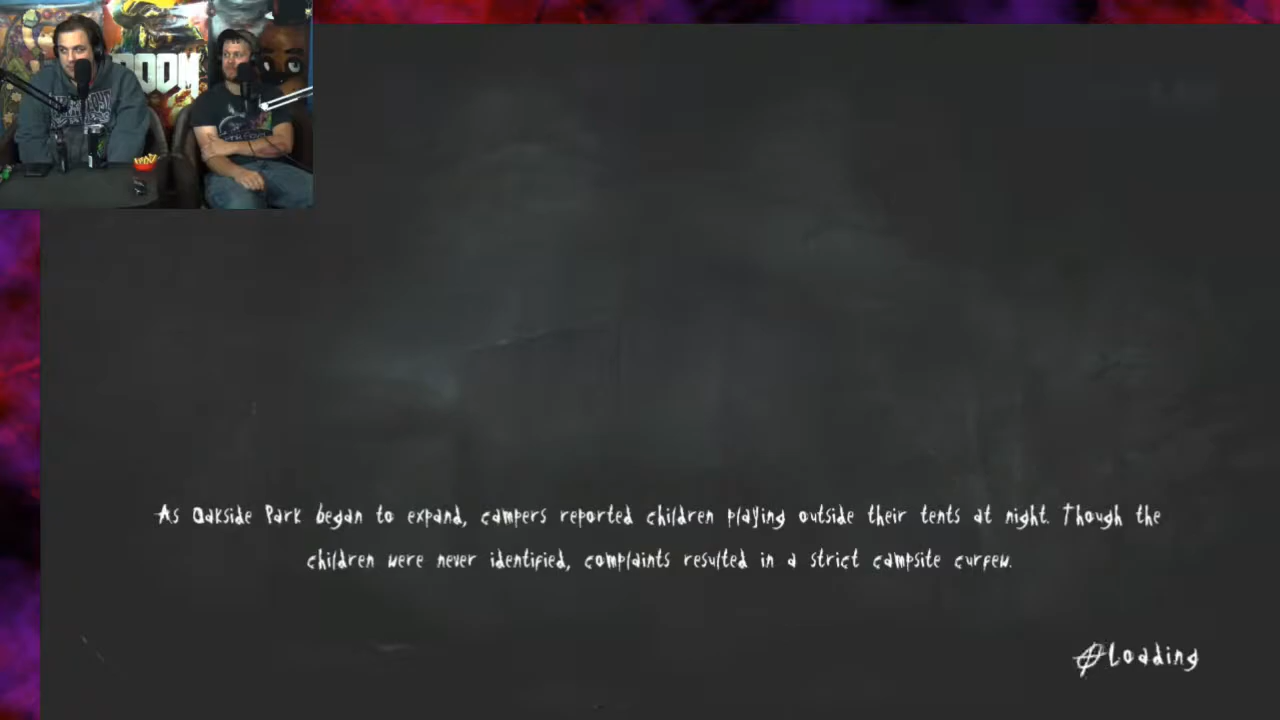 DOOM
As Oakside Park began to expand, campers reported children playing outside their tents at night. Though the
children were never identified, complaints resulted in a strict campsite curfew.
Loading